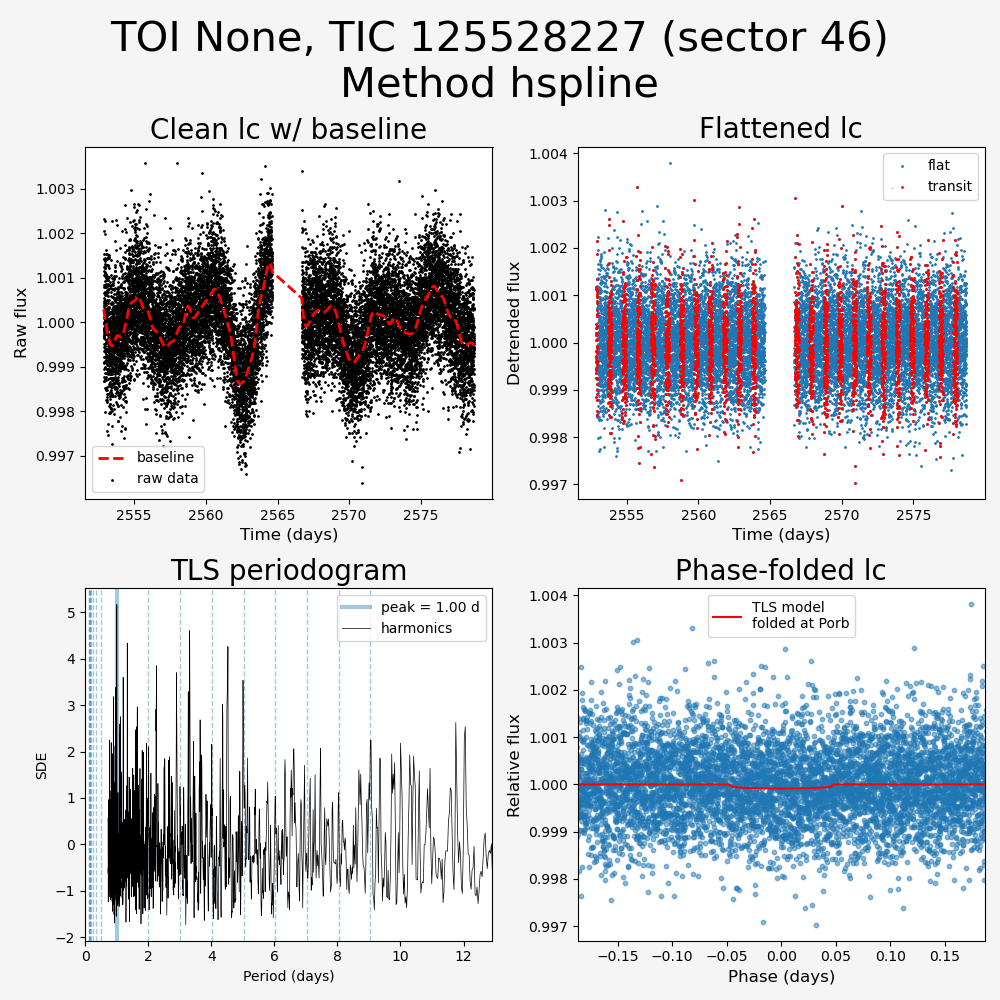 TOI None, TIC 125528227 (sector 46)
Method hspline
Clean lc w/ baseline
Raw flux
1.003
1.002
1.001
1.000
0.999
0.998
0.997
baseline
raw data
2555
2560
2565
2570
2575
Time (days)
Flattened lc
Detrended flux
1.004
1.003
1.002
1.001
1.000
0.999
0.998
0.997
flat
transit
2555
2560
2565
2570
2575
Time (days)
TLS periodogram
SDE
5
4
3
2
1
0
−1
−2
peak = 1.00 d
harmonics
0
2
4
6
8
10
12
Period (days)
Phase-folded lc
Relative flux
1.004
1.003
1.002
1.001
1.000
0.999
0.998
0.997
TLS model
folded at Porb
−0.15
−0.10
−0.05
0.00
0.05
0.10
0.15
Phase (days)